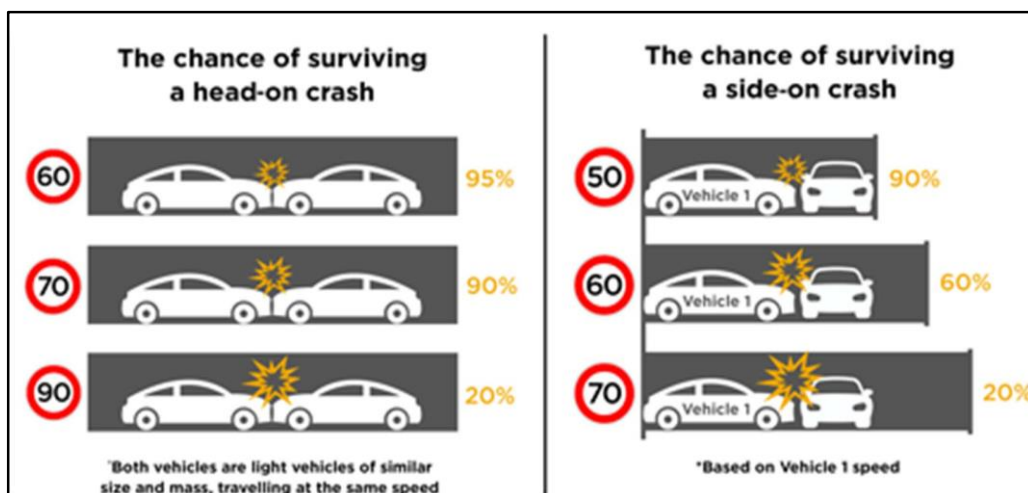 The chance of surviving
a head-on crash
60
95%
70
90%
90
20%
*Both vehicles are light vehicles of similar
size and mass, travelling at the same speed
The chance of surviving
a side-on crash
50
Vehicle 1
90%
60
Vehicle 1
60%
70
Vehicle 1
20%
*Based on Vehicle 1 speed